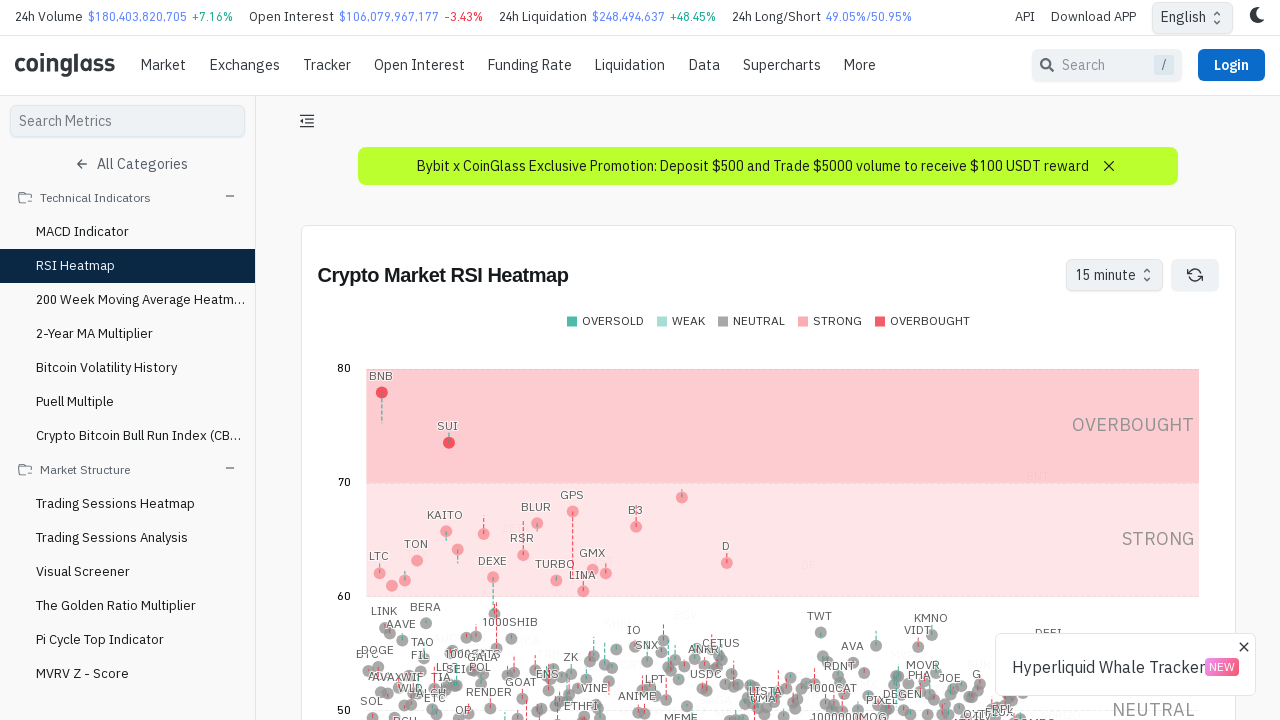 24h Volume $180,403,820,705 +7.16% Open Interest $106,079,967,177 -3.43% 24h Liquidation $248,494,637 +48.45% 24h Long/Short 49.05%/50.95% API Download APP English
coinglass Market Exchanges Tracker Open Interest Funding Rate Liquidation Data Supercharts More Search / Login
Search Metrics
All Categories
Technical Indicators
MACD Indicator
RSI Heatmap
200 Week Moving Average Heatm...
2-Year MA Multiplier
Bitcoin Volatility History
Puell Multiple
Crypto Bitcoin Bull Run Index (CB...
Market Structure
Trading Sessions Heatmap
Trading Sessions Analysis
Visual Screener
The Golden Ratio Multiplier
Pi Cycle Top Indicator
MVRV Z - Score
Bybit x CoinGlass Exclusive Promotion: Deposit $500 and Trade $5000 volume to receive $100 USDT reward
Crypto Market RSI Heatmap 15 minute
OVERSOLD WEAK NEUTRAL STRONG OVERBOUGHT
80
BNB
SUI
OVERBOUGHT
70
GPS
BLUR
B3
KAITO
RSR
STRONG
TON
D
LTC
GMX
DEXE
TURBO
LINA
60
BERA
LINK
TWT
KMNO
AAVE
1000SHIB
IO
VIDT
TAO
SNX
CETUS
AVA
DOGE
ANKR
ETC
FIL
GALA
ZK
MOVR
RDNT
POL
SEI
ENS
USDC
PHA
TIA
LPT
JOE
G
GOAT
VINE
1000CAT
RENDER
ANIME
LISTA
DEGEN
SOL
ETHFI
UMA
PIXEL
OP
MEME
1000000MOG
50
NEUTRAL
Hyperliquid Whale Tracker NEW